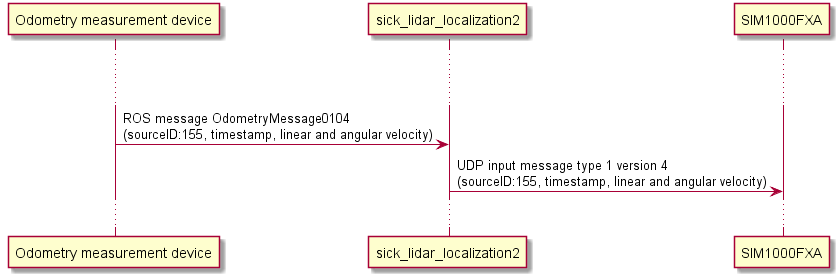 Odometry measurement device
sick_lidar_localization2
SIM1000FXA
ROS message OdometryMessage0104
(sourceID:155, timestamp, linear and angular velocity)
UDP input message type 1 version 4
(sourceID:155, timestamp, linear and angular velocity)
Odometry measurement device
sick_lidar_localization2
SIM1000FXA